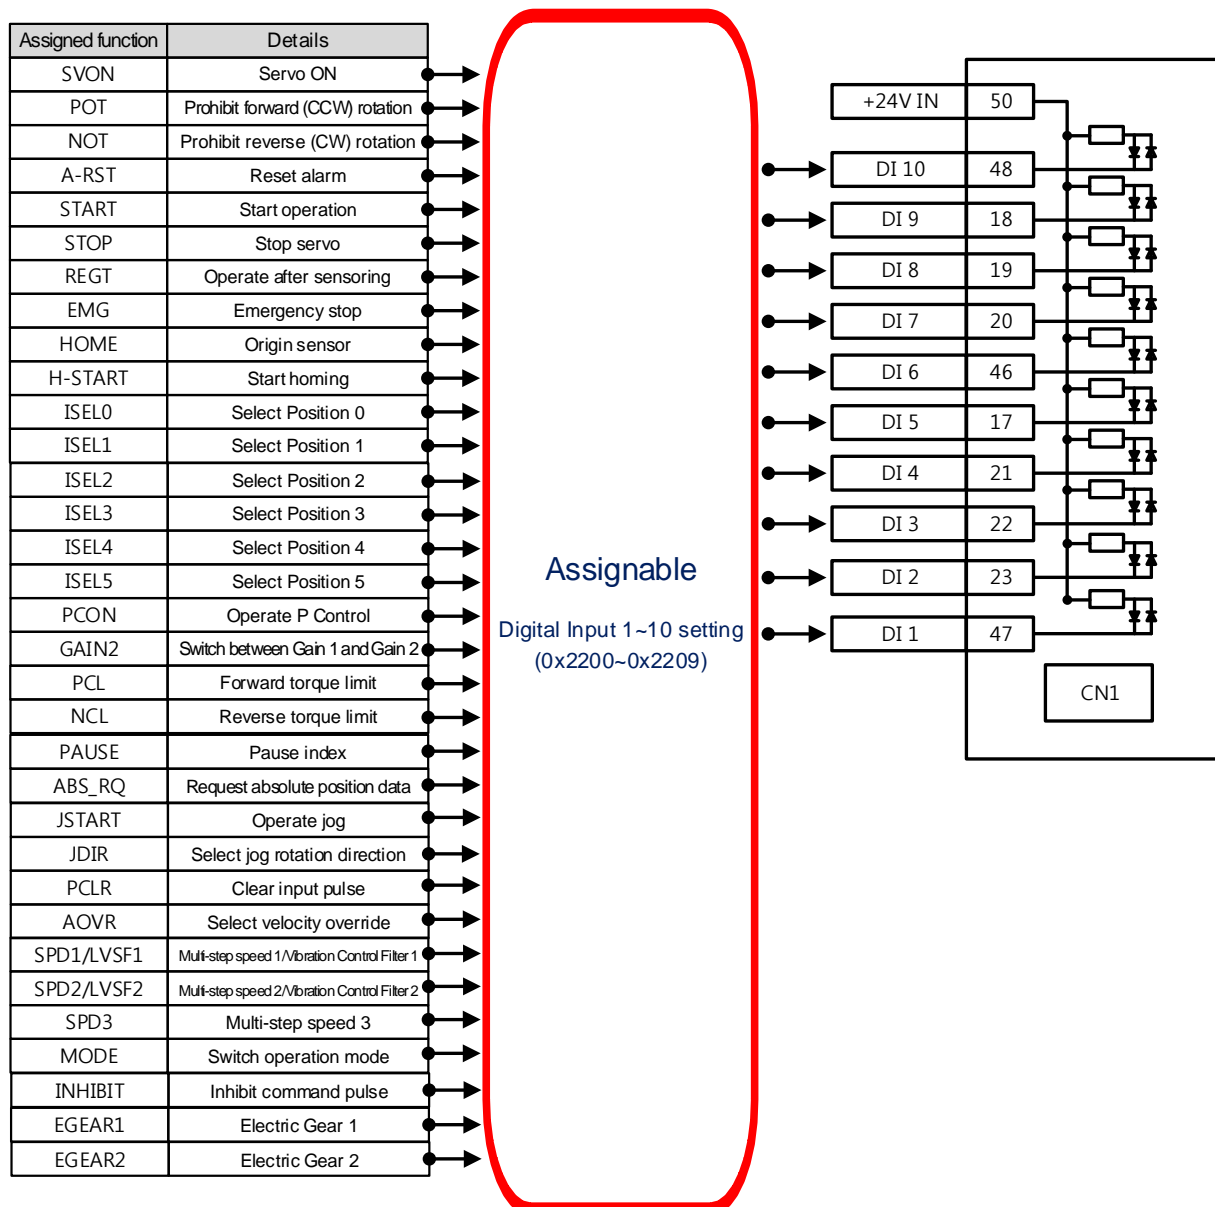 Assigned function Details
SVON Servo ON
POT Prohibit forward (CCW) rotation
NOT Prohibit reverse (CW) rotation
A-RST Reset alarm
START Start operation
STOP Stop servo
REGT Operate after sensoring
EMG Emergency stop
HOME Origin sensor
H-START Start homing
ISEL0 Select Position 0
ISEL1 Select Position 1
ISEL2 Select Position 2
ISEL3 Select Position 3
ISEL4 Select Position 4
ISEL5 Select Position 5
PCON Operate P Control
GAIN2 Switch between Gain 1 and Gain 2
PCL Forward torque limit
NCL Reverse torque limit
PAUSE Pause index
ABS_RQ Request absolute position data
JSTART Operate jog
JDIR Select jog rotation direction
PCLR Clear input pulse
AOVR Select velocity override
SPD1/LVSF1 Multi-step speed 1/Vibration Control Filter 1
SPD2/LVSF2 Multi-step speed 2/Vibration Control Filter 2
SPD3 Multi-step speed 3
MODE Switch operation mode
INHIBIT Inhibit command pulse
EGEAR1 Electric Gear 1
EGEAR2 Electric Gear 2
Assignable
Digital Input 1~10 setting
(0x2200~0x2209)
+24V IN 50
DI 10 48
DI 9 18
DI 8 19
DI 7 20
DI 6 46
DI 5 17
DI 4 21
DI 3 22
DI 2 23
DI 1 47
CN1